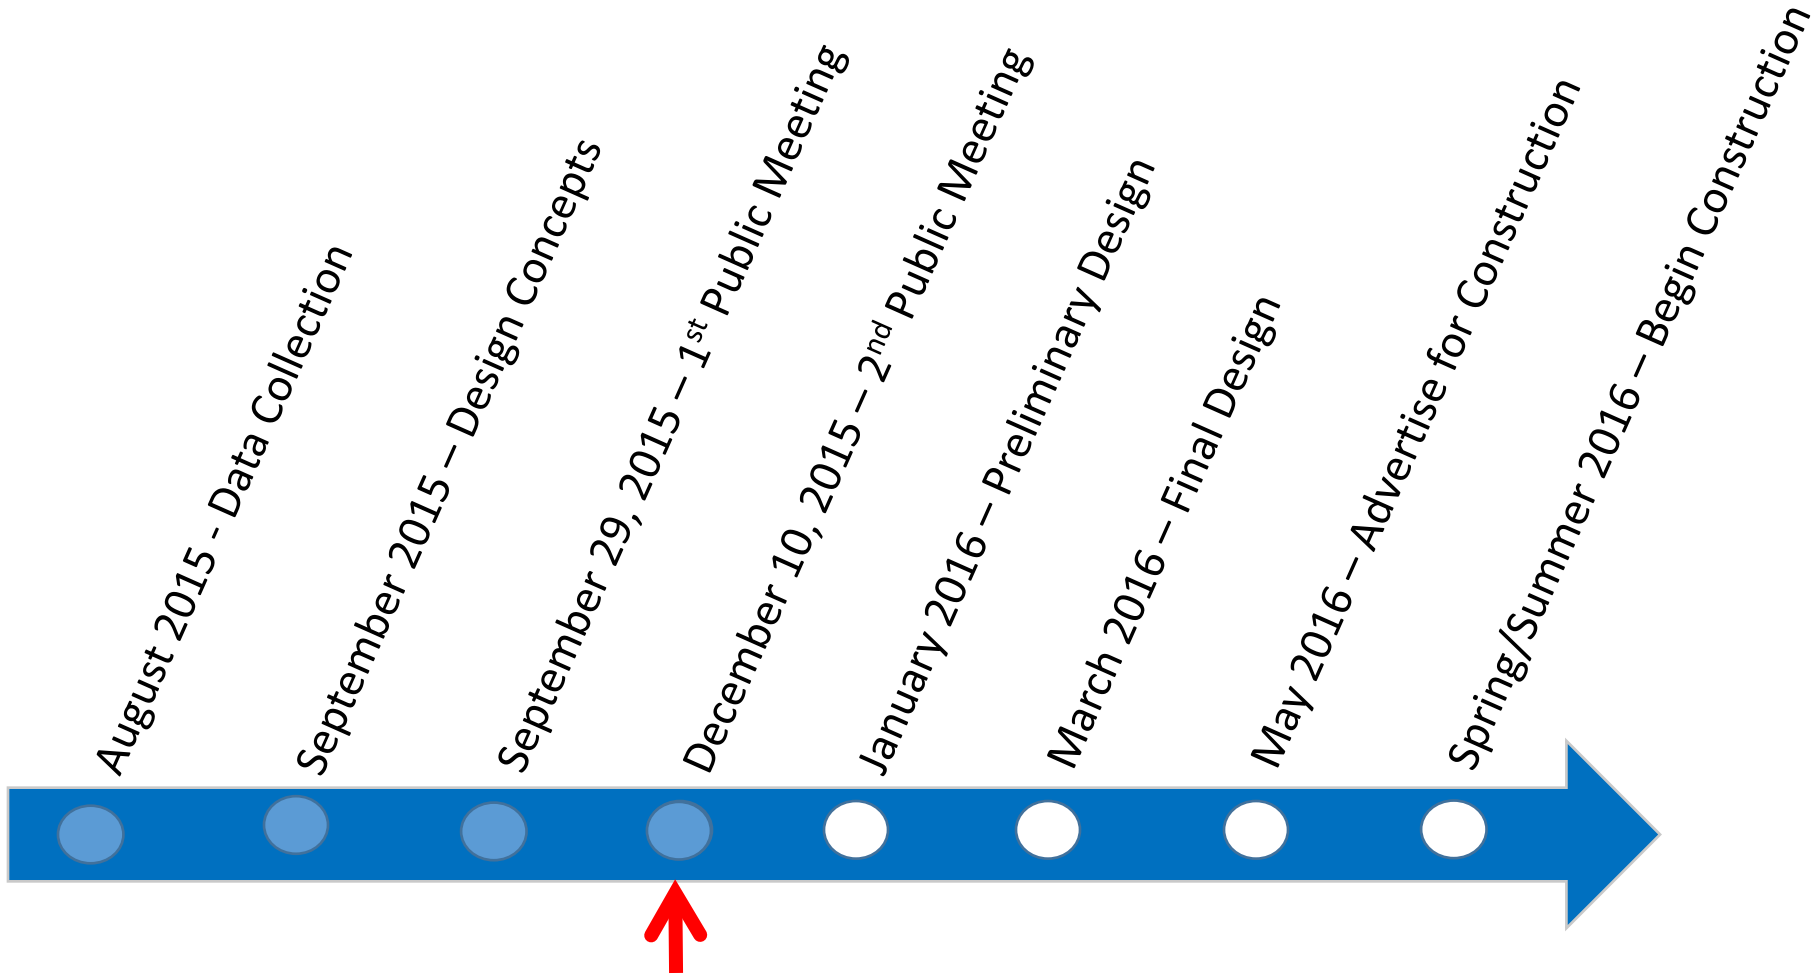 August 2015 - Data Collection
September 2015 – Design Concepts
September 29, 2015 – 1st Public Meeting
December 10, 2015 – 2nd Public Meeting
January 2016 – Preliminary Design
March 2016 – Final Design
May 2016 – Advertise for Construction
Spring/Summer 2016 – Begin Construction